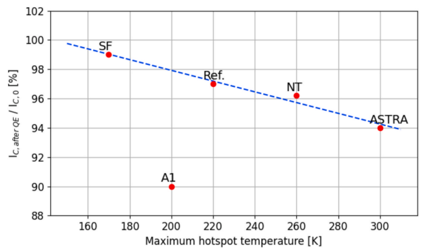 102
100
98
96
94
92
90
88
I_C, after QE / I_C, 0 [%]
SF
Ref.
NT
ASTRA
A1
160 180 200 220 240 260 280 300
Maximum hotspot temperature [K]